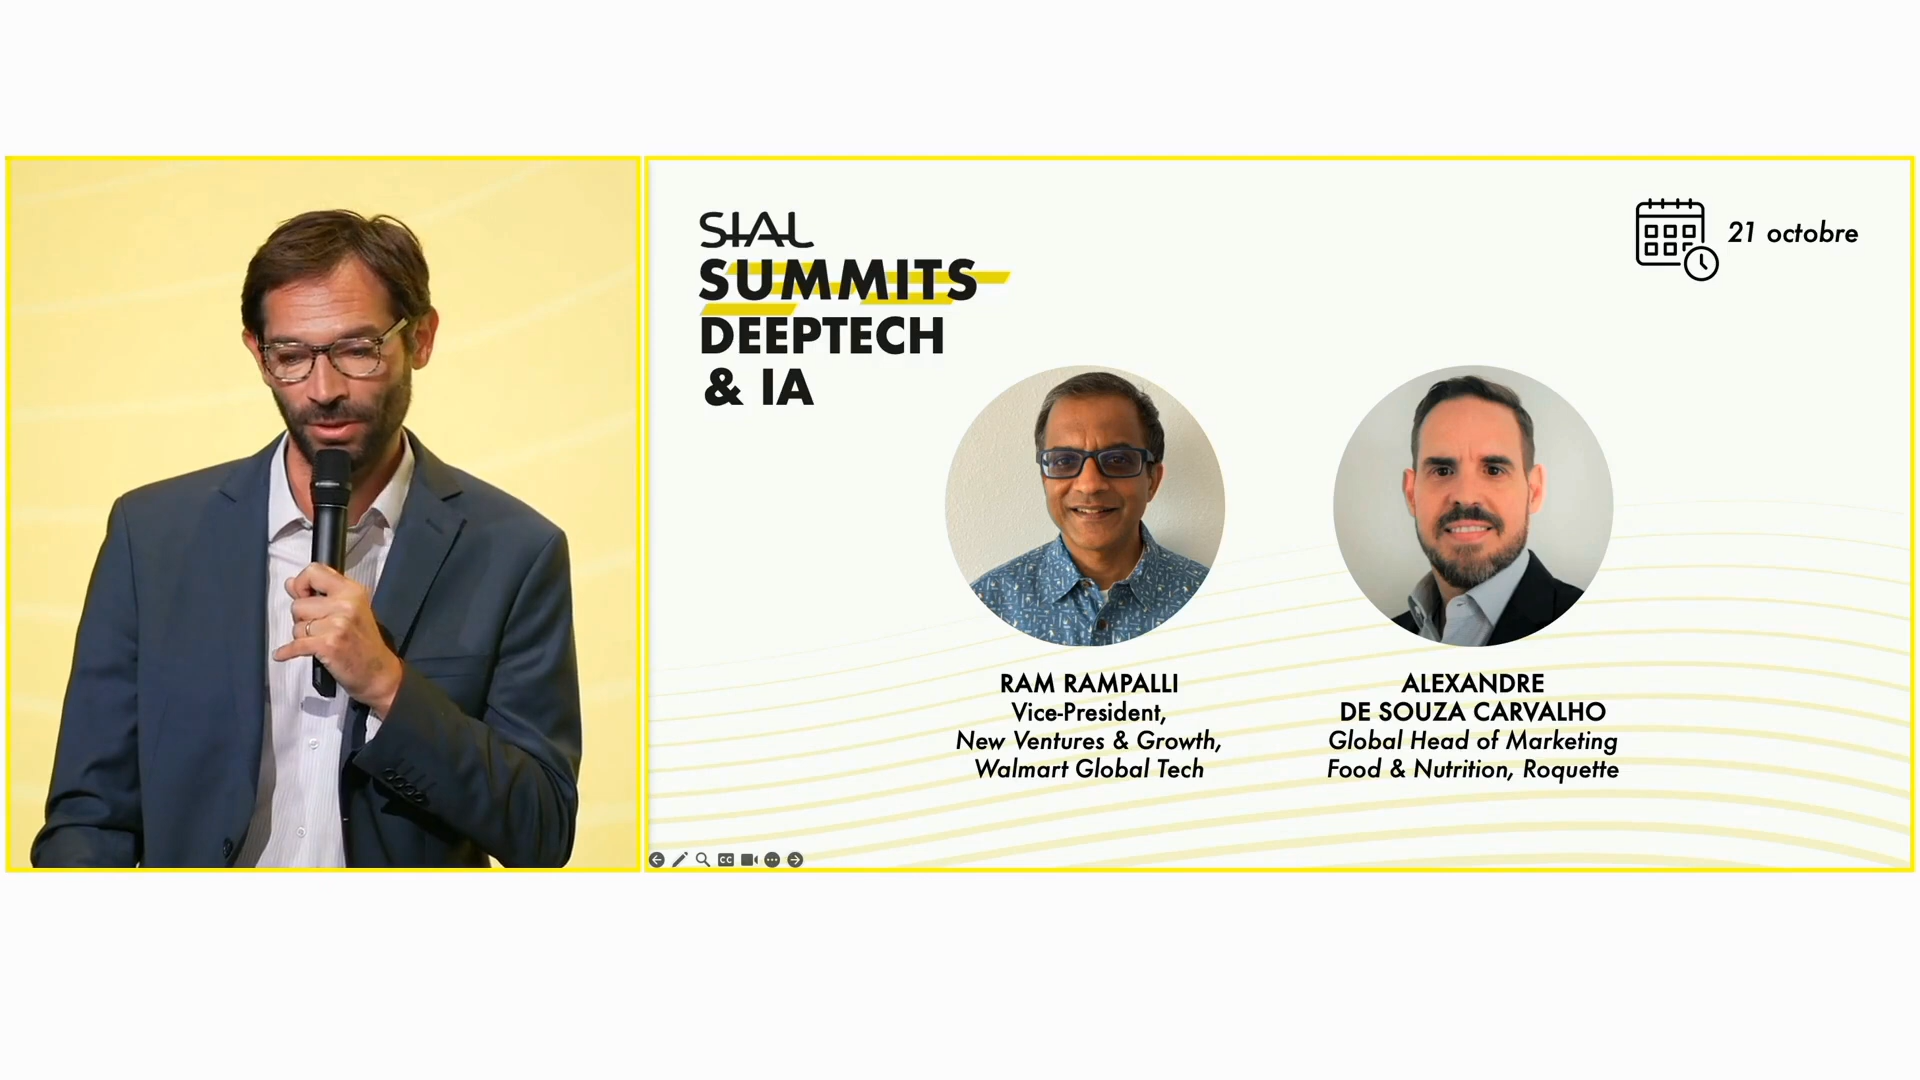 SIAL
SUMMITS
DEEPTECH
& IA
21 octobre
RAM RAMPALLI
Vice-President,
New Ventures & Growth,
Walmart Global Tech
ALEXANDRE
DE SOUZA CARVALHO
Global Head of Marketing
Food & Nutrition, Roquette
CC